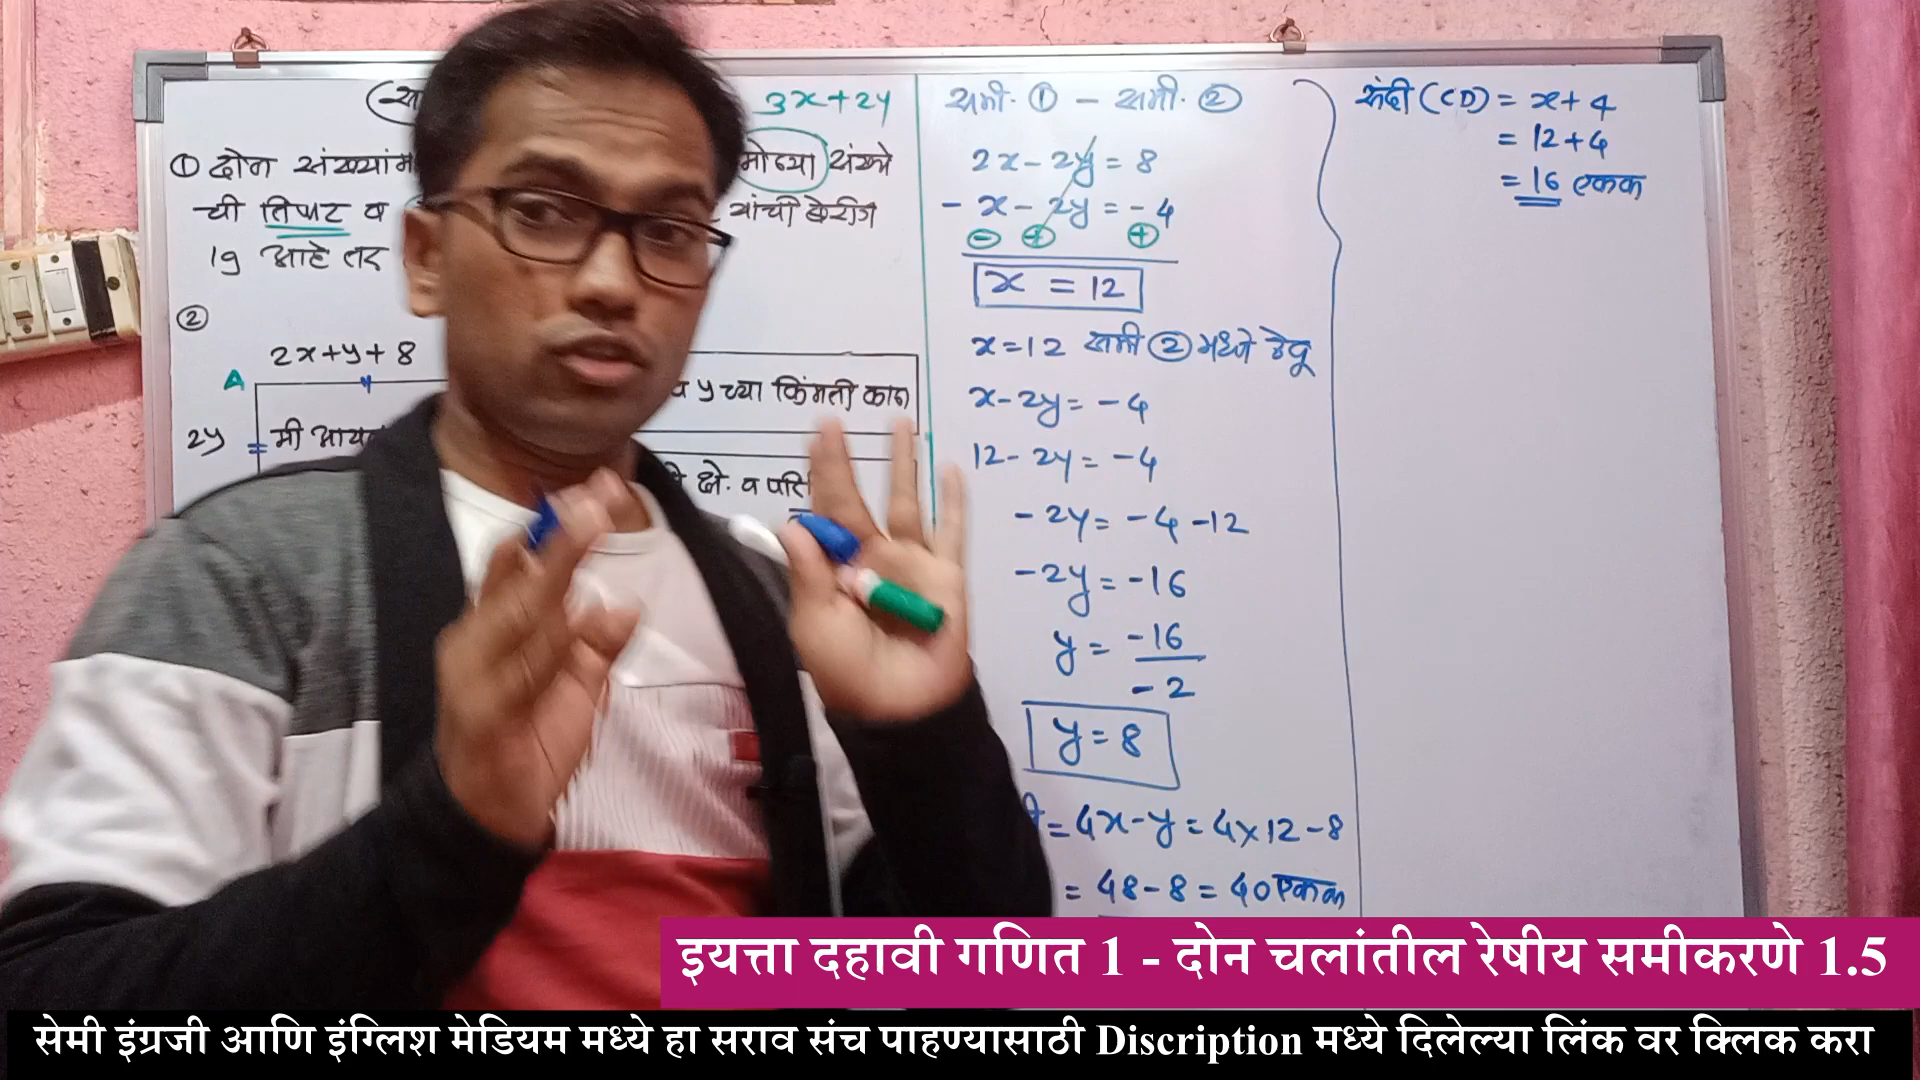 3x+2y
① दोन संख्यांम मोठ्या संख्ये
ची तिप्पट व यांची बेरीज
19 आहे तर
②
2x+y+8
A
2y मी आयत
व y च्या किंमती काढा
क्षे. व परि
समी. ① - समी. ②
2x-2y=8
- x-2y=-4
⊖ ⊕ ⊕
x = 12
x=12 समी ② मध्ये ठेवू
x-2y=-4
12-2y=-4
-2y=-4-12
-2y=-16
y = -16
-2
y=8
=4x-y=4×12-8
=48-8=40 एकक
रूंदी (CD) = x+4
= 12+4
= 16 एकक
इयत्ता दहावी गणित 1 - दोन चलांतील रेषीय समीकरणे 1.5
सेमी इंग्रजी आणि इंग्लिश मेडियम मध्ये हा सराव संच पाहण्यासाठी Discription मध्ये दिलेल्या लिंक वर क्लिक करा